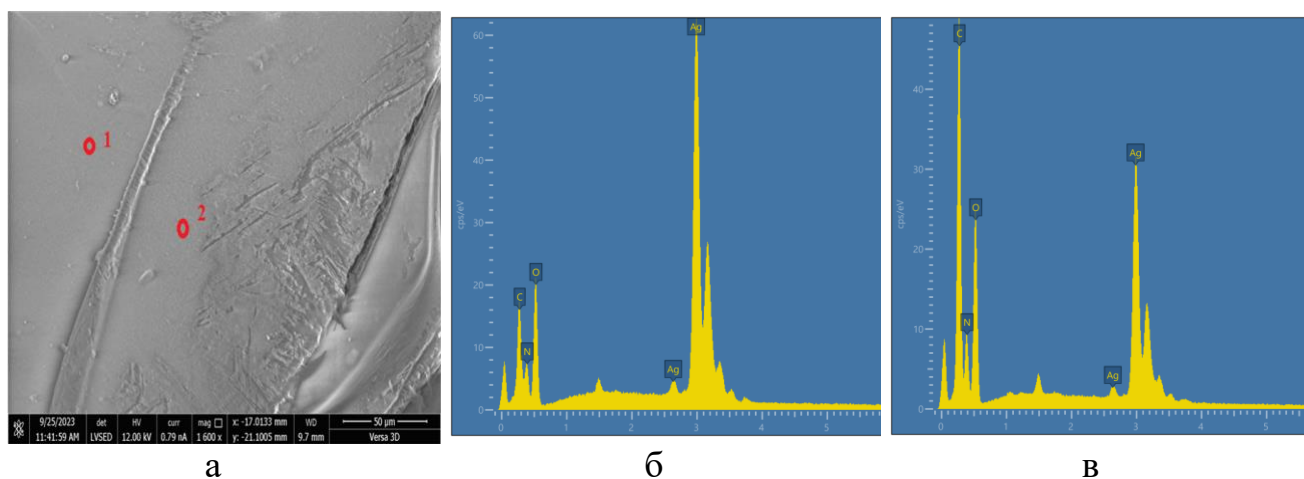 1
2
9/25/2023
11:41:59 AM
det
LVSED
HV
12.00 kV
curr
0.79 nA
mag
1 600 x
x: -17.0133 mm
y: -21.1005 mm
WD
9.7 mm
50 µm
Versa 3D
а
60
50
40
30
20
10
0
cps/eV
C
N
O
Ag
Ag
0
1
2
3
4
5
б
40
30
20
10
0
cps/eV
C
N
O
Ag
Ag
0
1
2
3
4
5
в